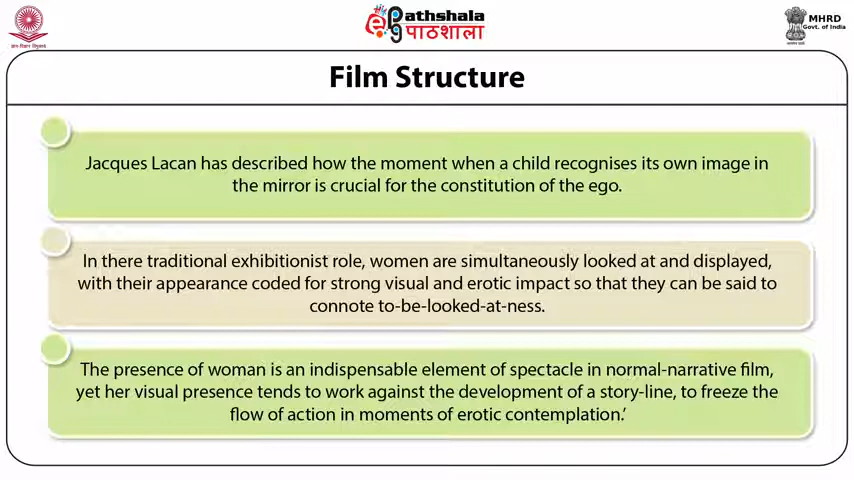 Pathshala
पाठशाला
MHRD
Govt. of India
Film Structure
Jacques Lacan has described how the moment when a child recognises its own image in
the mirror is crucial for the constitution of the ego.
In there traditional exhibitionist role, women are simultaneously looked at and displayed,
with their appearance coded for strong visual and erotic impact so that they can be said to
connote to-be-looked-at-ness.
The presence of woman is an indispensable element of spectacle in normal-narrative film,
yet her visual presence tends to work against the development of a story-line, to freeze the
flow of action in moments of erotic contemplation.’